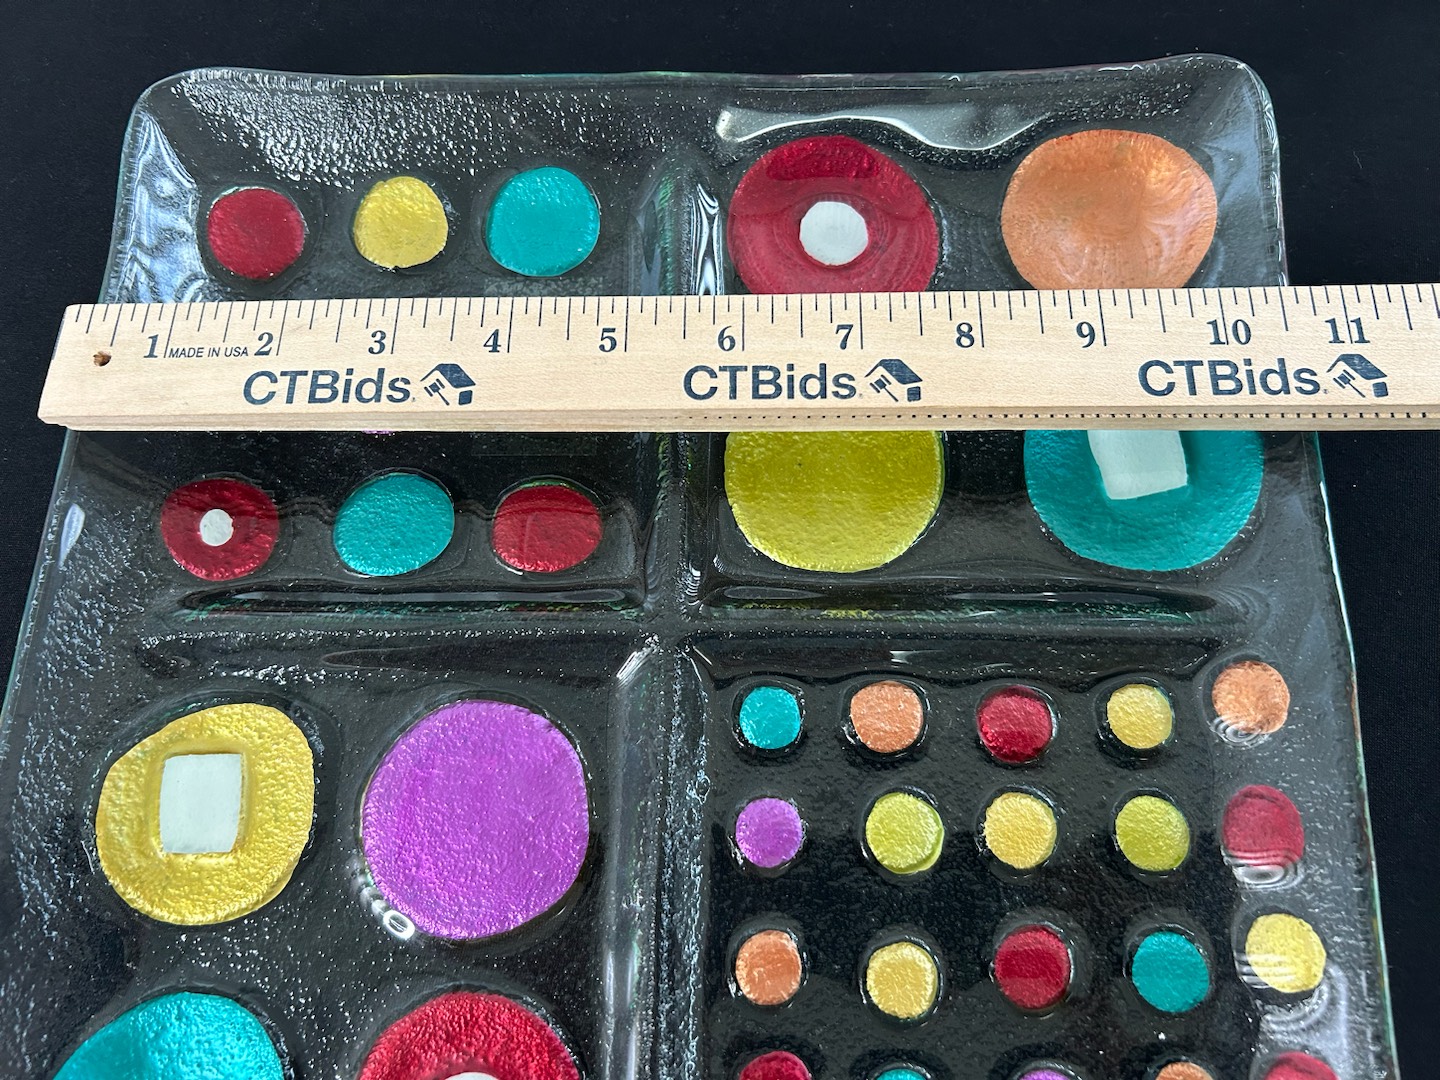 1 MADE IN USA 2 3 4 5 6 7 8 9 10 11
CTBids. CTBids. CTBids.